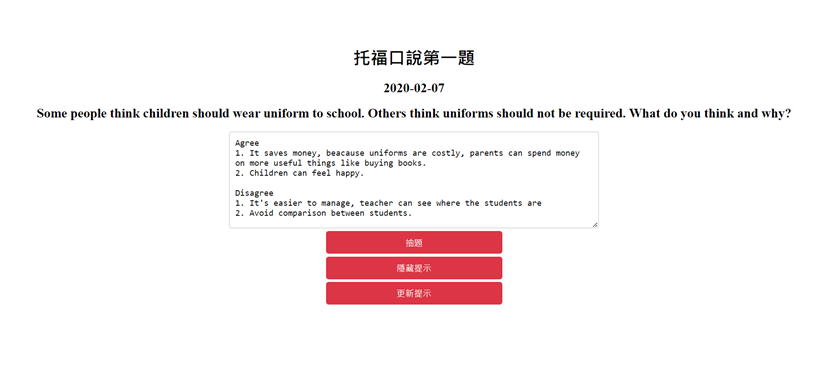 托福口說第一題
2020-02-07
Some people think children should wear uniform to school. Others think uniforms should not be required. What do you think and why?
Agree
1. It saves money, beacause uniforms are costly, parents can spend money
on more useful things like buying books.
2. Children can feel happy.
Disagree
1. It's easier to manage, teacher can see where the students are
2. Avoid comparison between students.
抽題
隱藏提示
更新提示